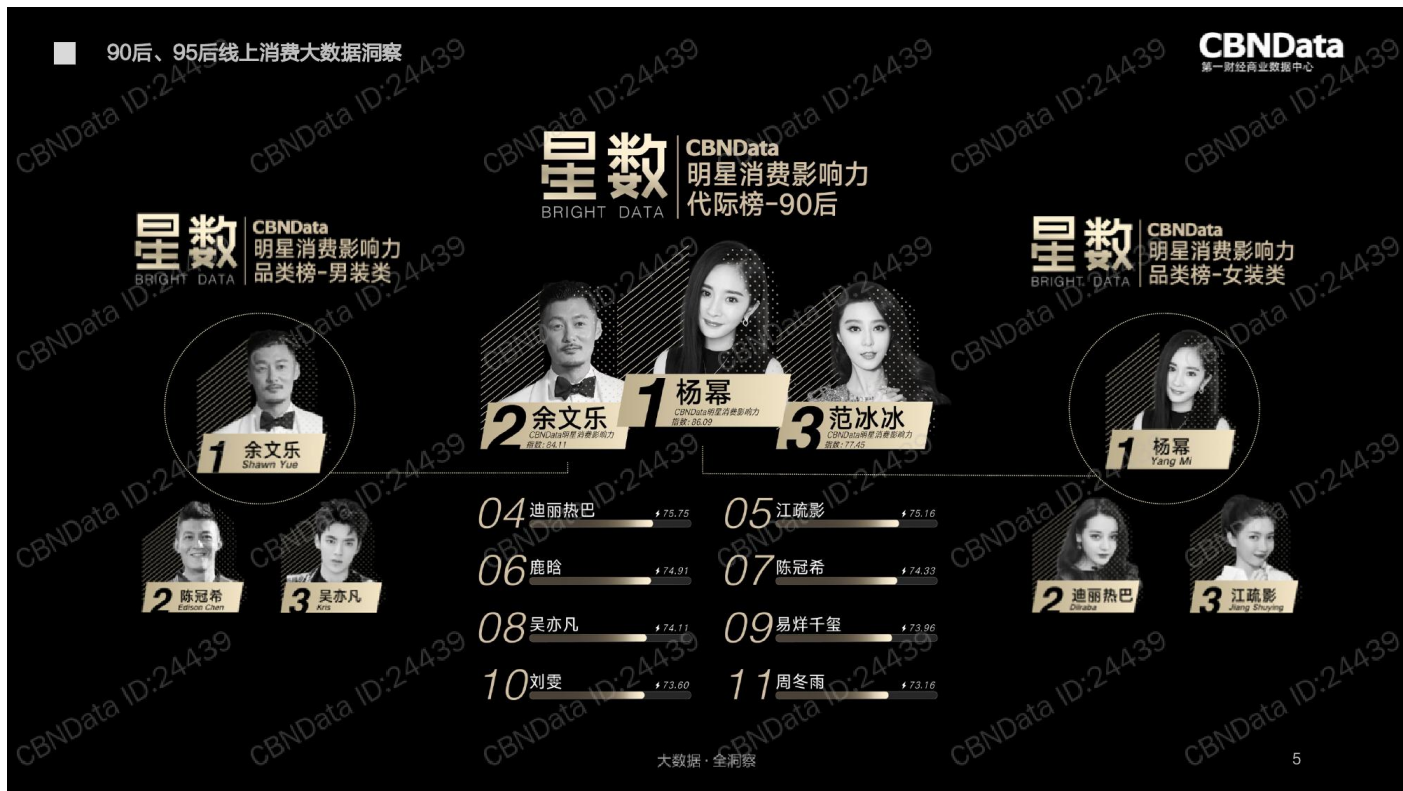 90后、95后线上消费大数据洞察
CBNData
第一财经商业数据中心
星数
BRIGHT DATA
CBNData
明星消费影响力
代际榜-90后
星数
BRIGHT DATA
CBNData
明星消费影响力
品类榜-男装类
星数
BRIGHT DATA
CBNData
明星消费影响力
品类榜-女装类
2 余文乐
CBNData明星消费影响力
指数: 84.11
1 杨幂
CBNData明星消费影响力
指数: 86.09
3 范冰冰
CBNData明星消费影响力
指数: 77.45
1 余文乐
Shawn Yue
2 陈冠希
Edison Chen
3 吴亦凡
Kris
1 杨幂
Yang Mi
2 迪丽热巴
Dilraba
3 江疏影
Jiang Shuying
04 迪丽热巴 75.75
05 江疏影 75.16
06 鹿晗 74.91
07 陈冠希 74.33
08 吴亦凡 74.11
09 易烊千玺 73.96
10 刘雯 73.60
11 周冬雨 73.16
大数据·全洞察
5
CBNData ID:24439